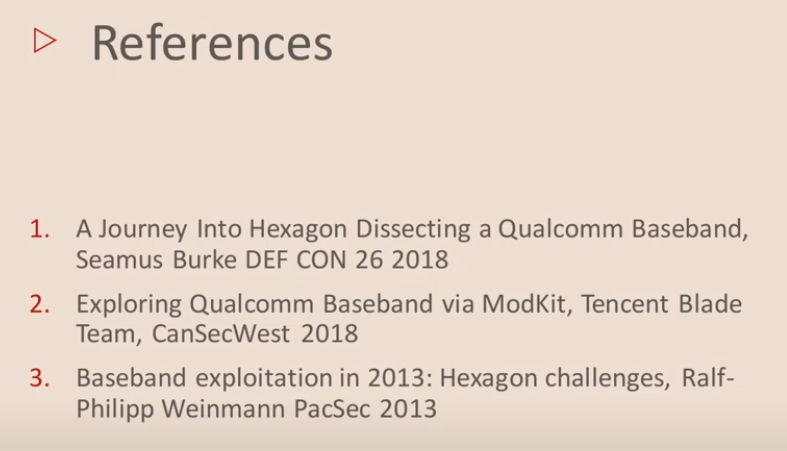 References
1. A Journey Into Hexagon Dissecting a Qualcomm Baseband,
Seamus Burke DEF CON 26 2018
2. Exploring Qualcomm Baseband via ModKit, Tencent Blade
Team, CanSecWest 2018
3. Baseband exploitation in 2013: Hexagon challenges, Ralf-
Philipp Weinmann PacSec 2013